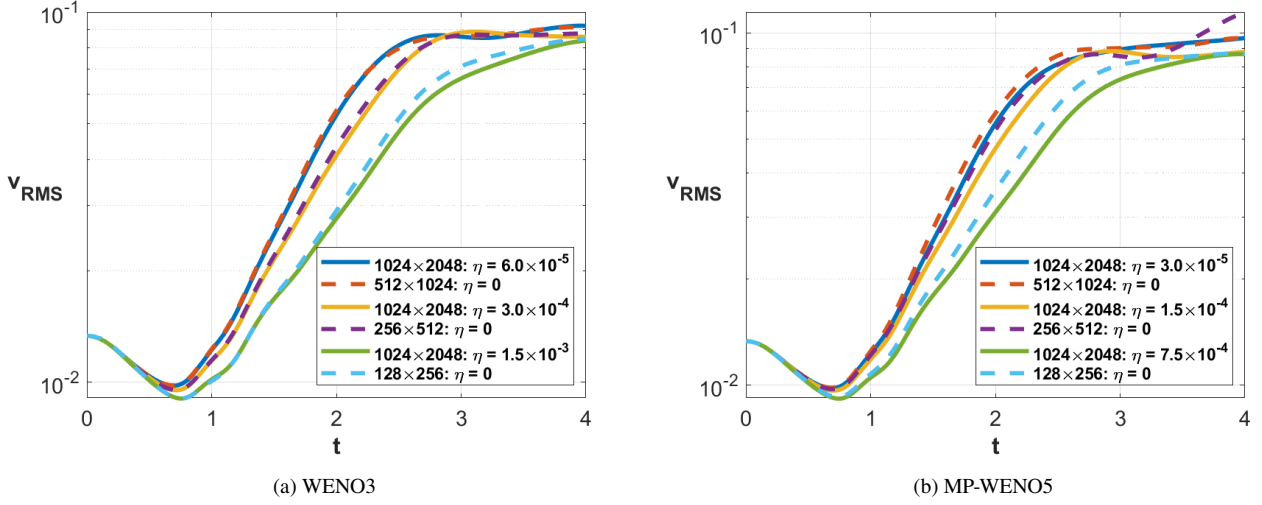 10⁻¹
v_RMS
10⁻²
0 1 2 3 4
t
1024×2048: η = 6.0×10⁻⁵
512×1024: η = 0
1024×2048: η = 3.0×10⁻⁴
256×512: η = 0
1024×2048: η = 1.5×10⁻³
128×256: η = 0
(a) WENO3
10⁻¹
v_RMS
10⁻²
0 1 2 3 4
t
1024×2048: η = 3.0×10⁻⁵
512×1024: η = 0
1024×2048: η = 1.5×10⁻⁴
256×512: η = 0
1024×2048: η = 7.5×10⁻⁴
128×256: η = 0
(b) MP-WENO5